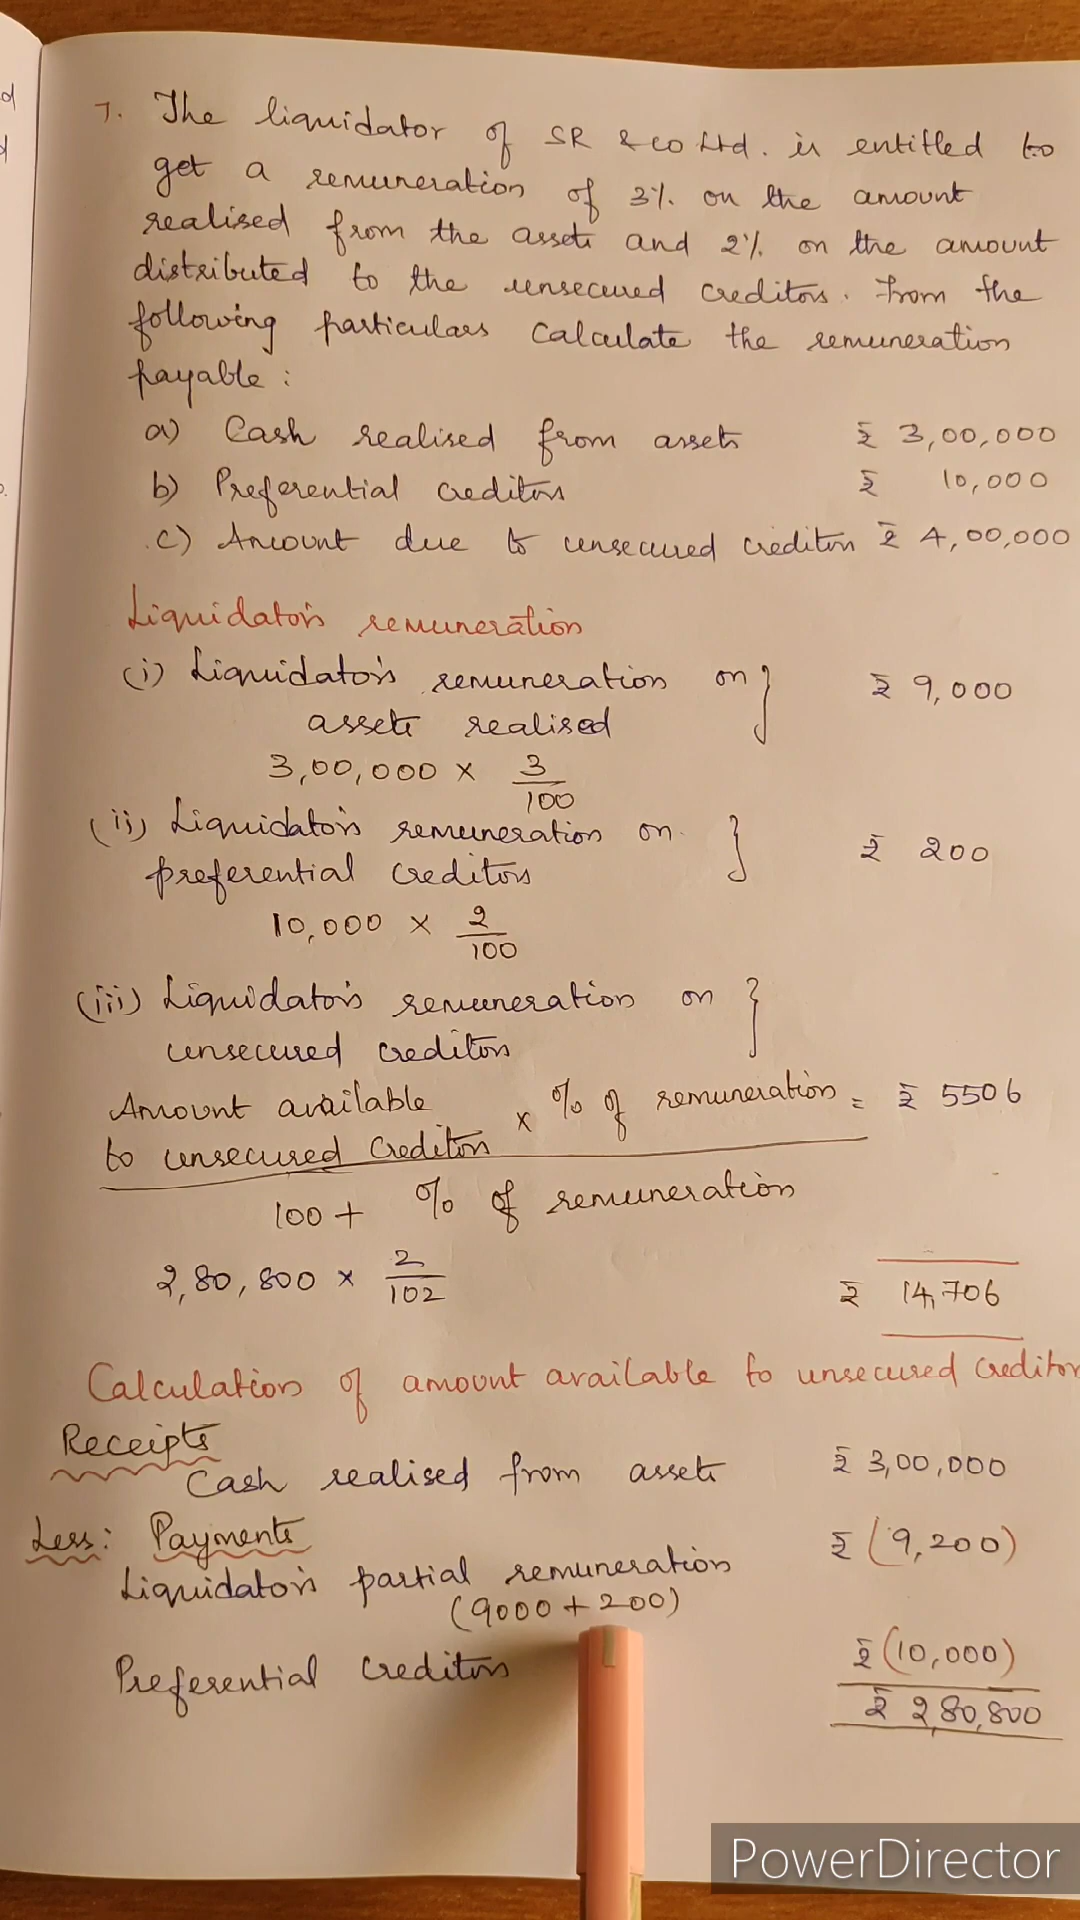 7. The liquidator of SR & co Ltd. is entitled to
get a remuneration of 3% on the amount
realised from the assets and 2% on the amount
distributed to the unsecured creditors. From the
following particulars calculate the remuneration
payable :
a) Cash realised from assets ₹ 3,00,000
b) Preferential creditors ₹ 10,000
c) Amount due to unsecured creditors ₹ 4,00,000
Liquidator's remuneration
(i) Liquidator's remuneration on } ₹ 9,000
assets realised
3,00,000 × 3/100
(ii) Liquidator's remuneration on } ₹ 200
preferential creditors
10,000 × 2/100
(iii) Liquidator's remuneration on }
unsecured creditors
Amount available
to unsecured Creditors × % of remuneration = ₹ 5506
100 + % of remuneration
2,80,800 × 2/102
₹ 14,706
Calculation of amount available to unsecured Creditor
Receipts
Cash realised from assets ₹ 3,00,000
Less: Payments
Liquidator's partial remuneration ₹ (9,200)
(9000 + 200)
Preferential creditors ₹ (10,000)
₹ 2,80,800
PowerDirector